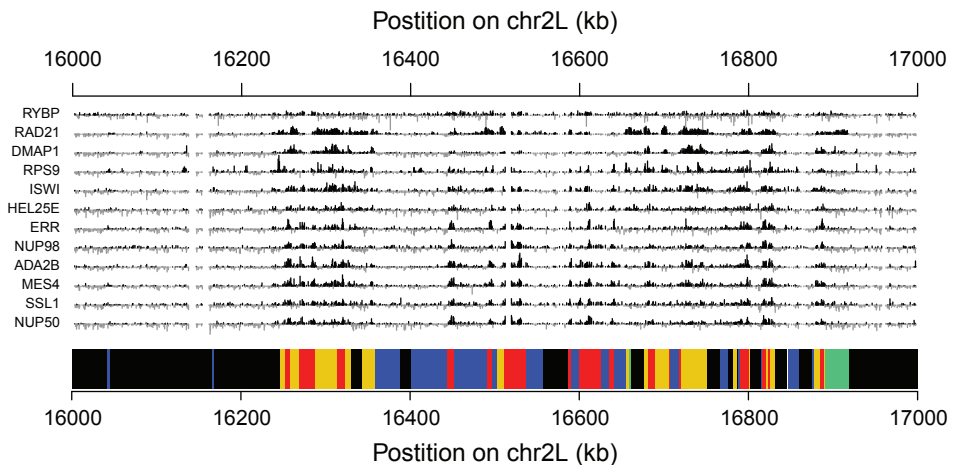 Postition on chr2L (kb)
16000 16200 16400 16600 16800 17000
RYBP
RAD21
DMAP1
RPS9
ISWI
HEL25E
ERR
NUP98
ADA2B
MES4
SSL1
NUP50
16000 16200 16400 16600 16800 17000
Postition on chr2L (kb)